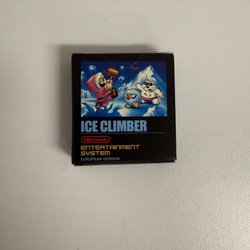 ICE CLIMBER
Nintendo
ENTERTAINMENT
SYSTEM
EUROPEAN VERSION